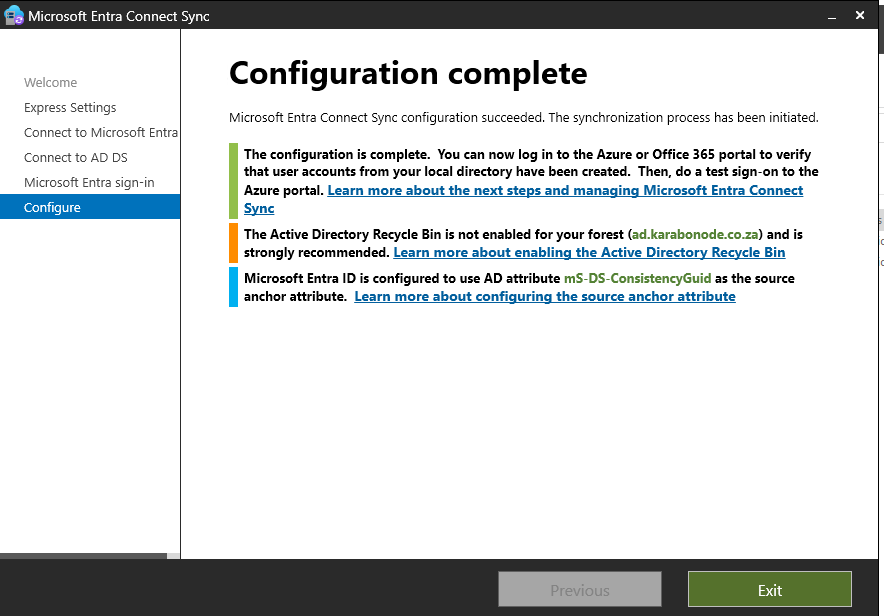 Microsoft Entra Connect Sync
Welcome
Express Settings
Connect to Microsoft Entra
Connect to AD DS
Microsoft Entra sign-in
Configure
Configuration complete
Microsoft Entra Connect Sync configuration succeeded. The synchronization process has been initiated.
The configuration is complete.  You can now log in to the Azure or Office 365 portal to verify
that user accounts from your local directory have been created.  Then, do a test sign-on to the
Azure portal. Learn more about the next steps and managing Microsoft Entra Connect
Sync
The Active Directory Recycle Bin is not enabled for your forest (ad.karabonode.co.za) and is
strongly recommended. Learn more about enabling the Active Directory Recycle Bin
Microsoft Entra ID is configured to use AD attribute mS-DS-ConsistencyGuid as the source
anchor attribute.  Learn more about configuring the source anchor attribute
Previous
Exit